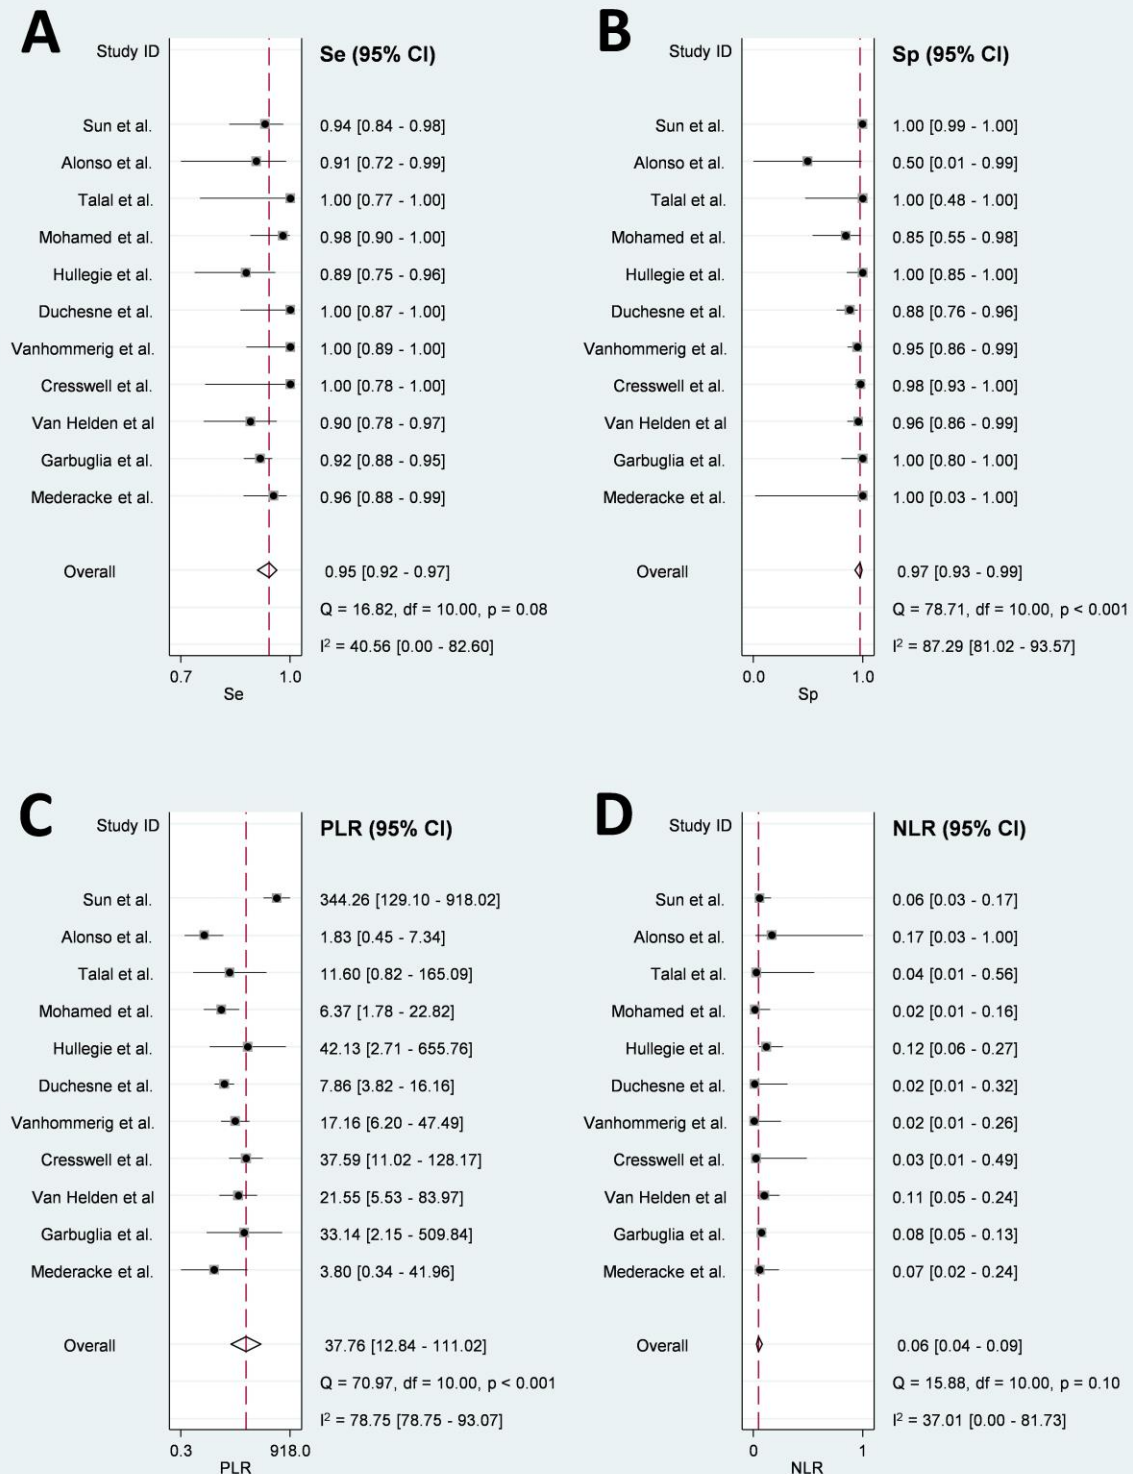 A
Study ID Se (95% CI)
Sun et al. 0.94 [0.84 - 0.98]
Alonso et al. 0.91 [0.72 - 0.99]
Talal et al. 1.00 [0.77 - 1.00]
Mohamed et al. 0.98 [0.90 - 1.00]
Hullegie et al. 0.89 [0.75 - 0.96]
Duchesne et al. 1.00 [0.87 - 1.00]
Vanhommerig et al. 1.00 [0.89 - 1.00]
Cresswell et al. 1.00 [0.78 - 1.00]
Van Helden et al 0.90 [0.78 - 0.97]
Garbuglia et al. 0.92 [0.88 - 0.95]
Mederacke et al. 0.96 [0.88 - 0.99]
Overall 0.95 [0.92 - 0.97]
Q = 16.82, df = 10.00, p = 0.08
I² = 40.56 [0.00 - 82.60]
0.7 1.0
Se
B
Study ID Sp (95% CI)
Sun et al. 1.00 [0.99 - 1.00]
Alonso et al. 0.50 [0.01 - 0.99]
Talal et al. 1.00 [0.48 - 1.00]
Mohamed et al. 0.85 [0.55 - 0.98]
Hullegie et al. 1.00 [0.85 - 1.00]
Duchesne et al. 0.88 [0.76 - 0.96]
Vanhommerig et al. 0.95 [0.86 - 0.99]
Cresswell et al. 0.98 [0.93 - 1.00]
Van Helden et al 0.96 [0.86 - 0.99]
Garbuglia et al. 1.00 [0.80 - 1.00]
Mederacke et al. 1.00 [0.03 - 1.00]
Overall 0.97 [0.93 - 0.99]
Q = 78.71, df = 10.00, p < 0.001
I² = 87.29 [81.02 - 93.57]
0.0 1.0
Sp
C
Study ID PLR (95% CI)
Sun et al. 344.26 [129.10 - 918.02]
Alonso et al. 1.83 [0.45 - 7.34]
Talal et al. 11.60 [0.82 - 165.09]
Mohamed et al. 6.37 [1.78 - 22.82]
Hullegie et al. 42.13 [2.71 - 655.76]
Duchesne et al. 7.86 [3.82 - 16.16]
Vanhommerig et al. 17.16 [6.20 - 47.49]
Cresswell et al. 37.59 [11.02 - 128.17]
Van Helden et al 21.55 [5.53 - 83.97]
Garbuglia et al. 33.14 [2.15 - 509.84]
Mederacke et al. 3.80 [0.34 - 41.96]
Overall 37.76 [12.84 - 111.02]
Q = 70.97, df = 10.00, p < 0.001
I² = 78.75 [78.75 - 93.07]
0.3 918.0
PLR
D
Study ID NLR (95% CI)
Sun et al. 0.06 [0.03 - 0.17]
Alonso et al. 0.17 [0.03 - 1.00]
Talal et al. 0.04 [0.01 - 0.56]
Mohamed et al. 0.02 [0.01 - 0.16]
Hullegie et al. 0.12 [0.06 - 0.27]
Duchesne et al. 0.02 [0.01 - 0.32]
Vanhommerig et al. 0.02 [0.01 - 0.26]
Cresswell et al. 0.03 [0.01 - 0.49]
Van Helden et al 0.11 [0.05 - 0.24]
Garbuglia et al. 0.08 [0.05 - 0.13]
Mederacke et al. 0.07 [0.02 - 0.24]
Overall 0.06 [0.04 - 0.09]
Q = 15.88, df = 10.00, p = 0.10
I² = 37.01 [0.00 - 81.73]
0 1
NLR